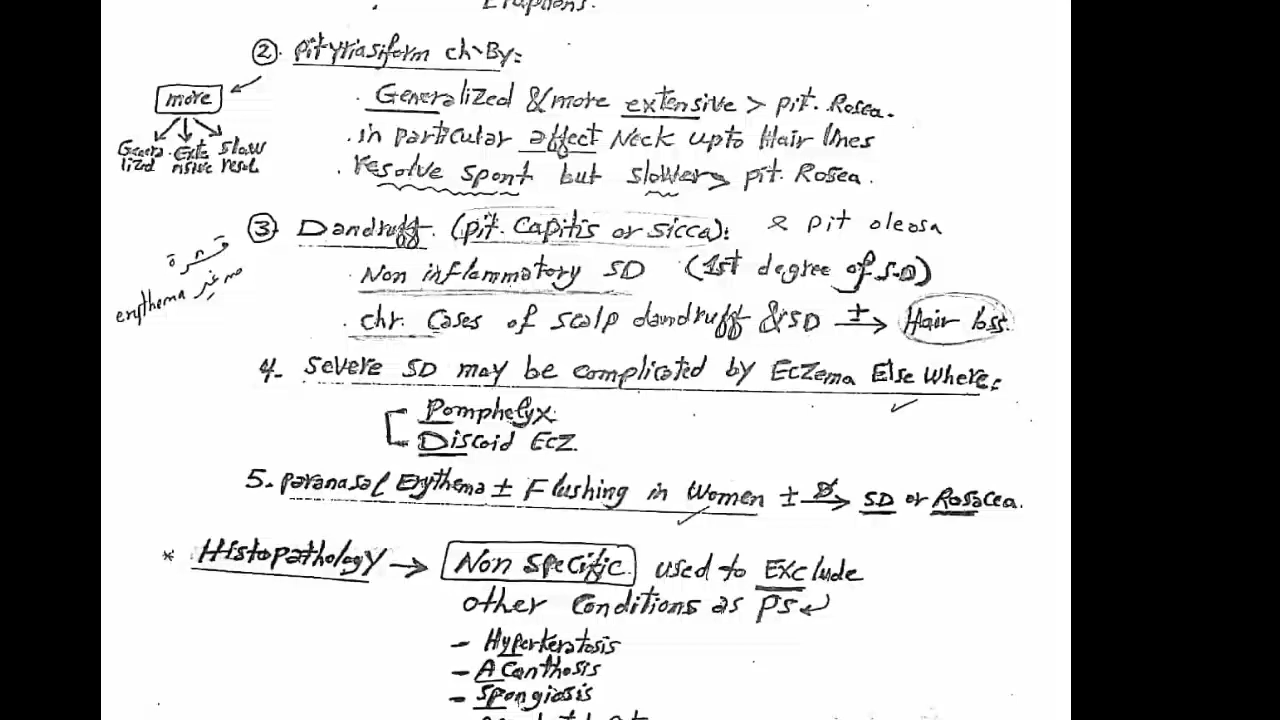 Eruptions.
② Pityriasiform ch-By:
more
Genera lized Exte nsive slow resol
. Generalized & more extensive > pit. Rosea.
. in particular affect Neck upto Hair lines
. resolve spont but slower > pit. Rosea.
③ Dandruff (pit. Capitis or sicca): & pit oleosa
قشرة
من غير erythema
. Non inflammatory SD (1st degree of S.D)
. chr. Cases of scalp dandruff & SD ± → Hair loss.
4- Severe SD may be complicated by Eczema Else where:
Pompholyx
Discoid Ecz.
5- paranasal Erythema ± Flushing in Women ± → SD or Rosacea.
* Histopathology → Non specific used to Exclude
other Conditions as PS
- Hyperkeratosis
- Acanthosis
- Spongiosis